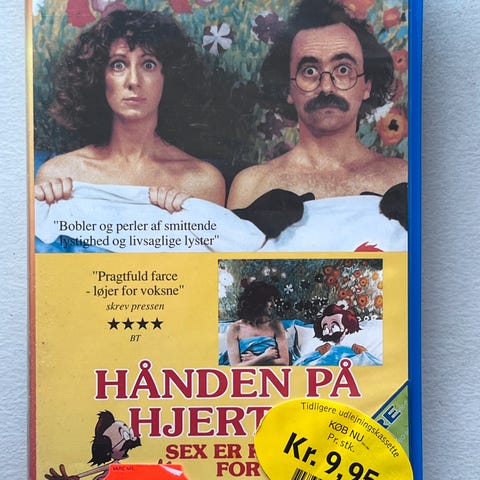 "Bobler og perler af smittende
lystighed og livsaglige lyster"
"Pragtfuld farce
- løjer for voksne"
skrev pressen
★★★★
BT
HÅNDEN PÅ
HJERT
SEX ER
FOR
Tidligere udlejningskassette
KØB NU...
Pr. stk.
Kr. 9,95
RE